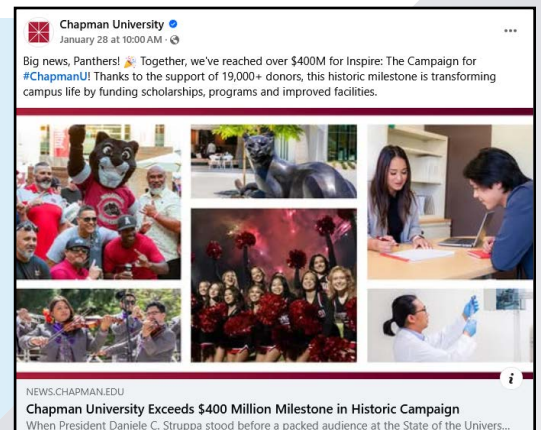 Chapman University
January 28 at 10:00 AM ·
Big news, Panthers! 🎉 Together, we've reached over $400M for Inspire: The Campaign for
#ChapmanU! Thanks to the support of 19,000+ donors, this historic milestone is transforming
campus life by funding scholarships, programs and improved facilities.
NEWS.CHAPMAN.EDU
Chapman University Exceeds $400 Million Milestone in Historic Campaign
When President Daniele C. Struppa stood before a packed audience at the State of the Univers...